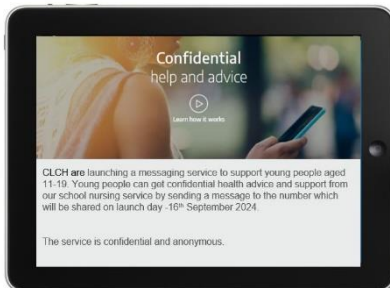 Confidential
help and advice
Learn how it works
CLCH are launching a messaging service to support young people aged
11-19. Young people can get confidential health advice and support from
our school nursing service by sending a message to the number which
will be shared on launch day -16th September 2024.
The service is confidential and anonymous.